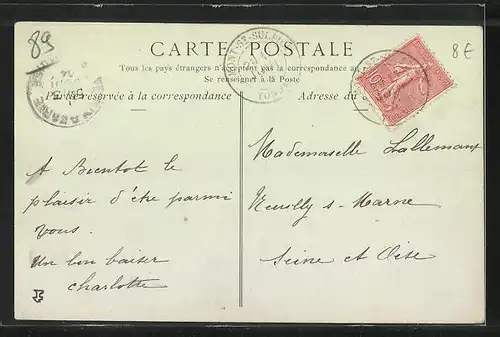 89
CARTE POSTALE
8€
Tous les pays étrangers n'acceptent pas la correspondance au
Se renseigner à la Poste
Partie réservée à la correspondance
Adresse du
A Bientot le
plaisir d'être parmi
vous.
Un bon baiser
charlotte
Mademoiselle Lallemant
Neuilly s- Marne
Seine et Oise